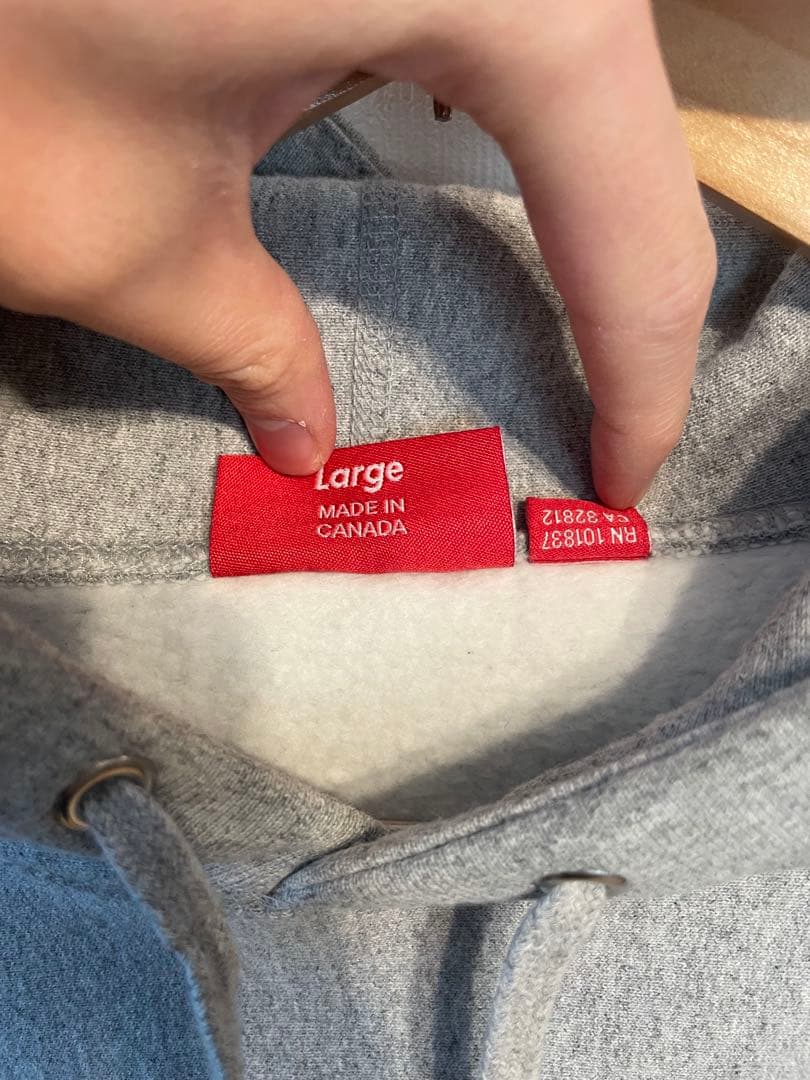 Large
MADE IN
CANADA
RN 101837
CA 32812